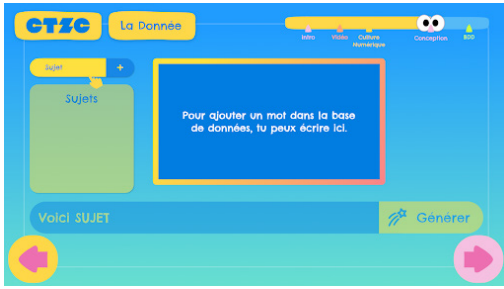 CTZC
La Donnée
Intro
Visite
Culture
Numérique
Conception
BDD
Sujet
+
Sujets
Pour ajouter un mot dans la base
de données, tu peux écrire ici.
Voici SUJET
Générer